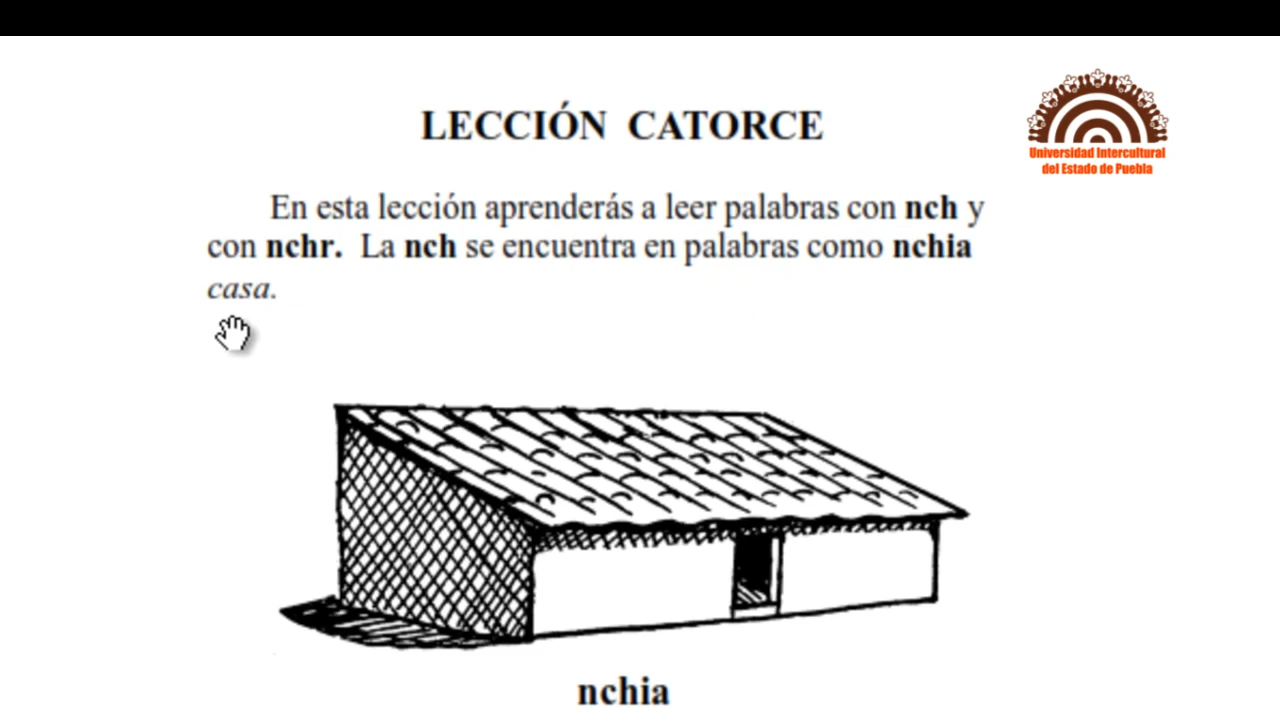 LECCIÓN CATORCE
Universidad Intercultural
del Estado de Puebla
En esta lección aprenderás a leer palabras con nch y
con nchr. La nch se encuentra en palabras como nchia
casa.
nchia